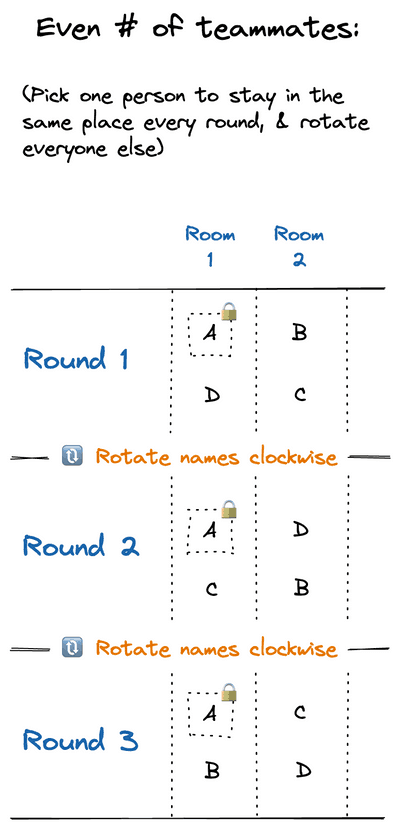 Even # of teammates:
(Pick one person to stay in the
same place every round, & rotate
everyone else)
Room Room
1 2
A B
Round 1
D C
Rotate names clockwise
A D
Round 2
C B
Rotate names clockwise
A C
Round 3
B D